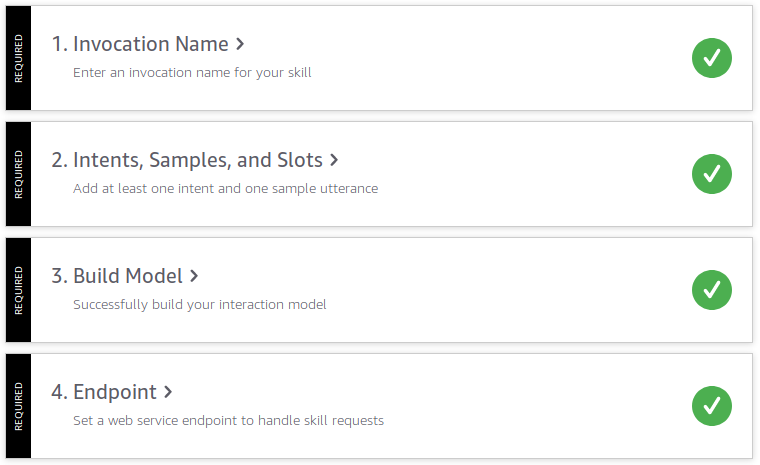 REQUIRED
1. Invocation Name
Enter an invocation name for your skill
REQUIRED
2. Intents, Samples, and Slots
Add at least one intent and one sample utterance
REQUIRED
3. Build Model
Successfully build your interaction model
REQUIRED
4. Endpoint
Set a web service endpoint to handle skill requests